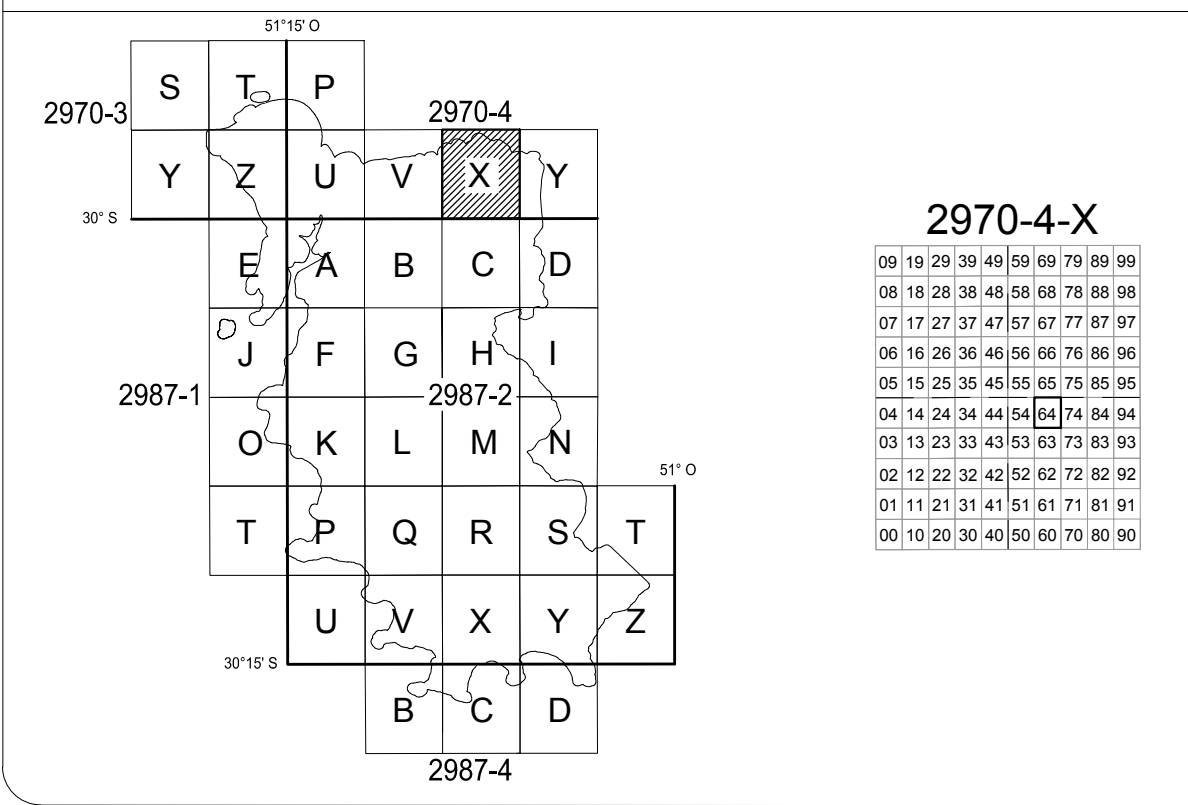 51°15' O
S T P
2970-3 2970-4
Y Z U V X Y
30° S
E A B C D
J F G H I
2987-1 2987-2
O K L M N
51° O
T P Q R S T
U V X Y Z
30°15' S
B C D
2987-4
2970-4-X
09 19 29 39 49 59 69 79 89 99
08 18 28 38 48 58 68 78 88 98
07 17 27 37 47 57 67 77 87 97
06 16 26 36 46 56 66 76 86 96
05 15 25 35 45 55 65 75 85 95
04 14 24 34 44 54 64 74 84 94
03 13 23 33 43 53 63 73 83 93
02 12 22 32 42 52 62 72 82 92
01 11 21 31 41 51 61 71 81 91
00 10 20 30 40 50 60 70 80 90